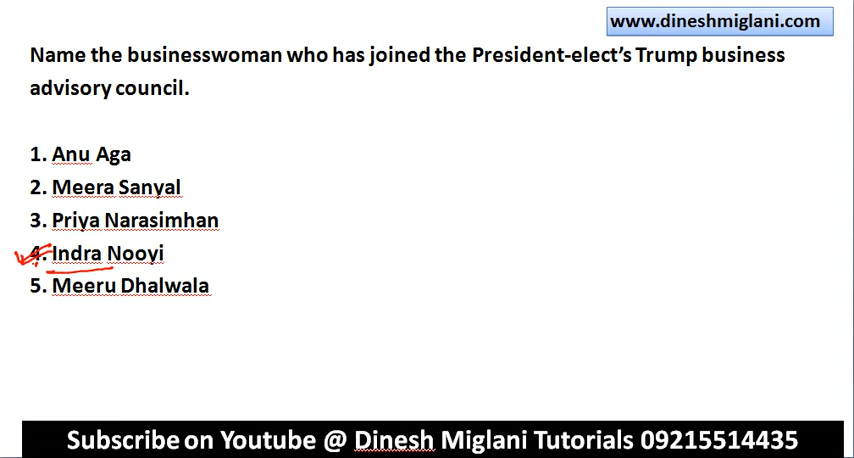 www.dineshmiglani.com
Name the businesswoman who has joined the President-elect's Trump business
advisory council.
1. Anu Aga
2. Meera Sanyal
3. Priya Narasimhan
4. Indra Nooyi
5. Meeru Dhalwala
Subscribe on Youtube @ Dinesh Miglani Tutorials 09215514435